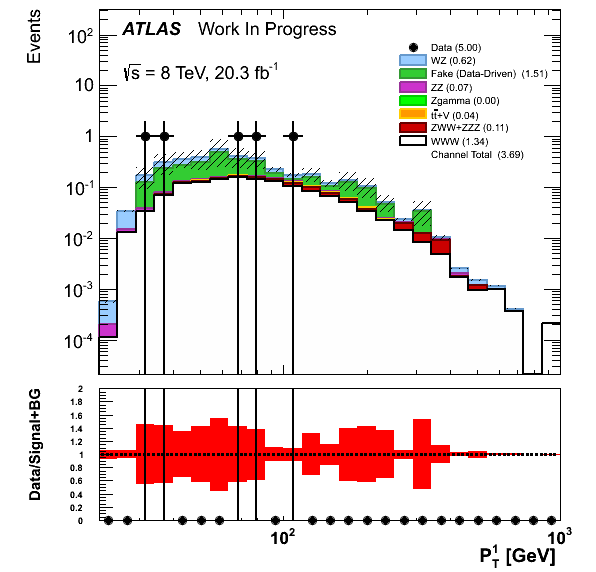 Events
ATLAS Work In Progress
√s = 8 TeV, 20.3 fb⁻¹
Data (5.00)
WZ (0.62)
Fake (Data-Driven) (1.51)
ZZ (0.07)
Zgamma (0.00)
tt̄+V (0.04)
ZWW+ZZZ (0.11)
WWW (1.34)
Channel Total (3.69)
10²
10
1
10⁻¹
10⁻²
10⁻³
10⁻⁴
Data/Signal+BG
2
1.8
1.6
1.4
1.2
1
0.8
0.6
0.4
0.2
0
10² 10³
P¹_T [GeV]